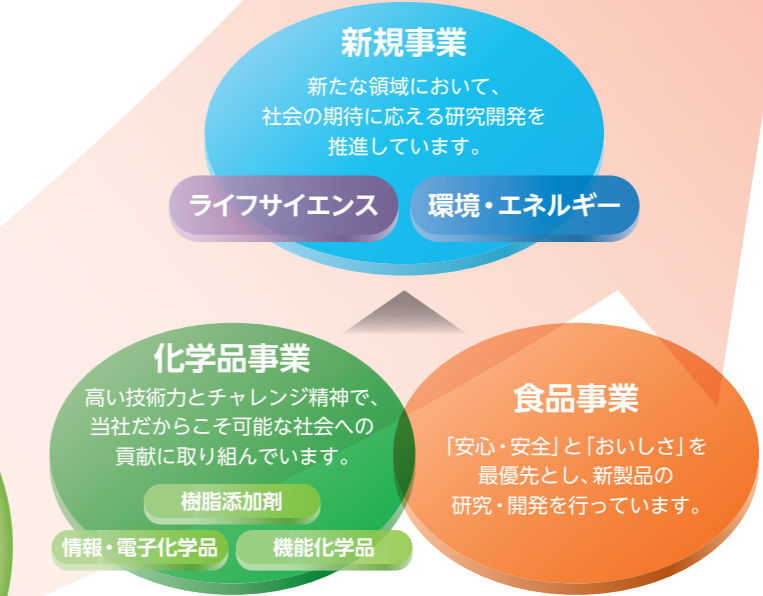 新規事業
新たな領域において、
社会の期待に応える研究開発を
推進しています。
ライフサイエンス
環境・エネルギー
化学品事業
高い技術力とチャレンジ精神で、
当社だからこそ可能な社会への
貢献に取り組んでいます。
樹脂添加剤
情報・電子化学品
機能化学品
食品事業
「安心・安全」と「おいしさ」を
最優先とし、新製品の
研究・開発を行っています。